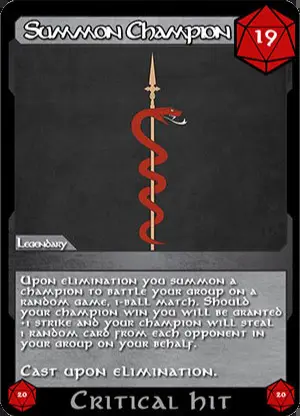 Summon Champion
19
Legendary
Upon elimination you summon a
champion to battle your group on a
random game, 1-ball match. Should
your champion win you will be granted
+1 strike and your champion will steal
1 random card from each opponent in
your group on your behalf.
Cast upon elimination.
20
Critical Hit
20